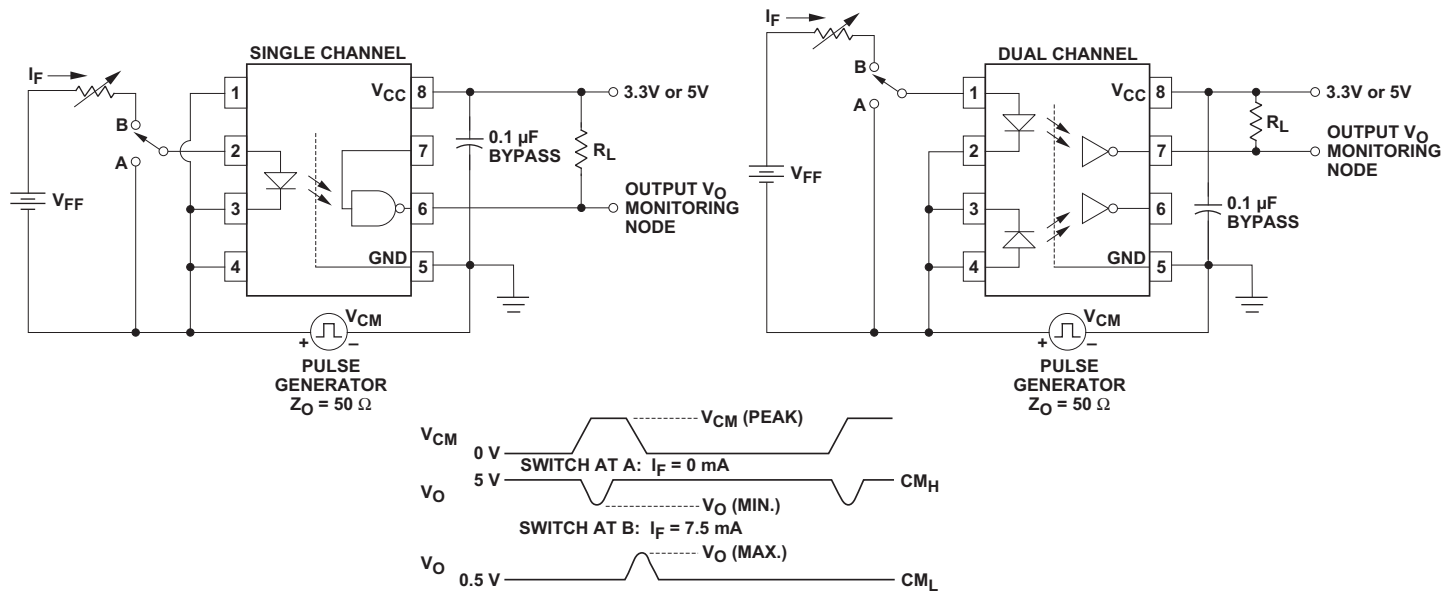 SINGLE CHANNEL
I_F
B
A
V_FF
1
2
3
4
V_CC
8
7
6
GND
5
0.1 µF
BYPASS
R_L
3.3V or 5V
OUTPUT V_O
MONITORING
NODE
V_CM
+ –
PULSE
GENERATOR
Z_O = 50 Ω
DUAL CHANNEL
I_F
B
A
V_FF
1
2
3
4
V_CC
8
7
6
GND
5
R_L
3.3V or 5V
OUTPUT V_O
MONITORING
NODE
0.1 µF
BYPASS
V_CM
+ –
PULSE
GENERATOR
Z_O = 50 Ω
V_CM
V_CM (PEAK)
0 V
SWITCH AT A: I_F = 0 mA
V_O
5 V
CM_H
V_O (MIN.)
SWITCH AT B: I_F = 7.5 mA
V_O (MAX.)
V_O
0.5 V
CM_L